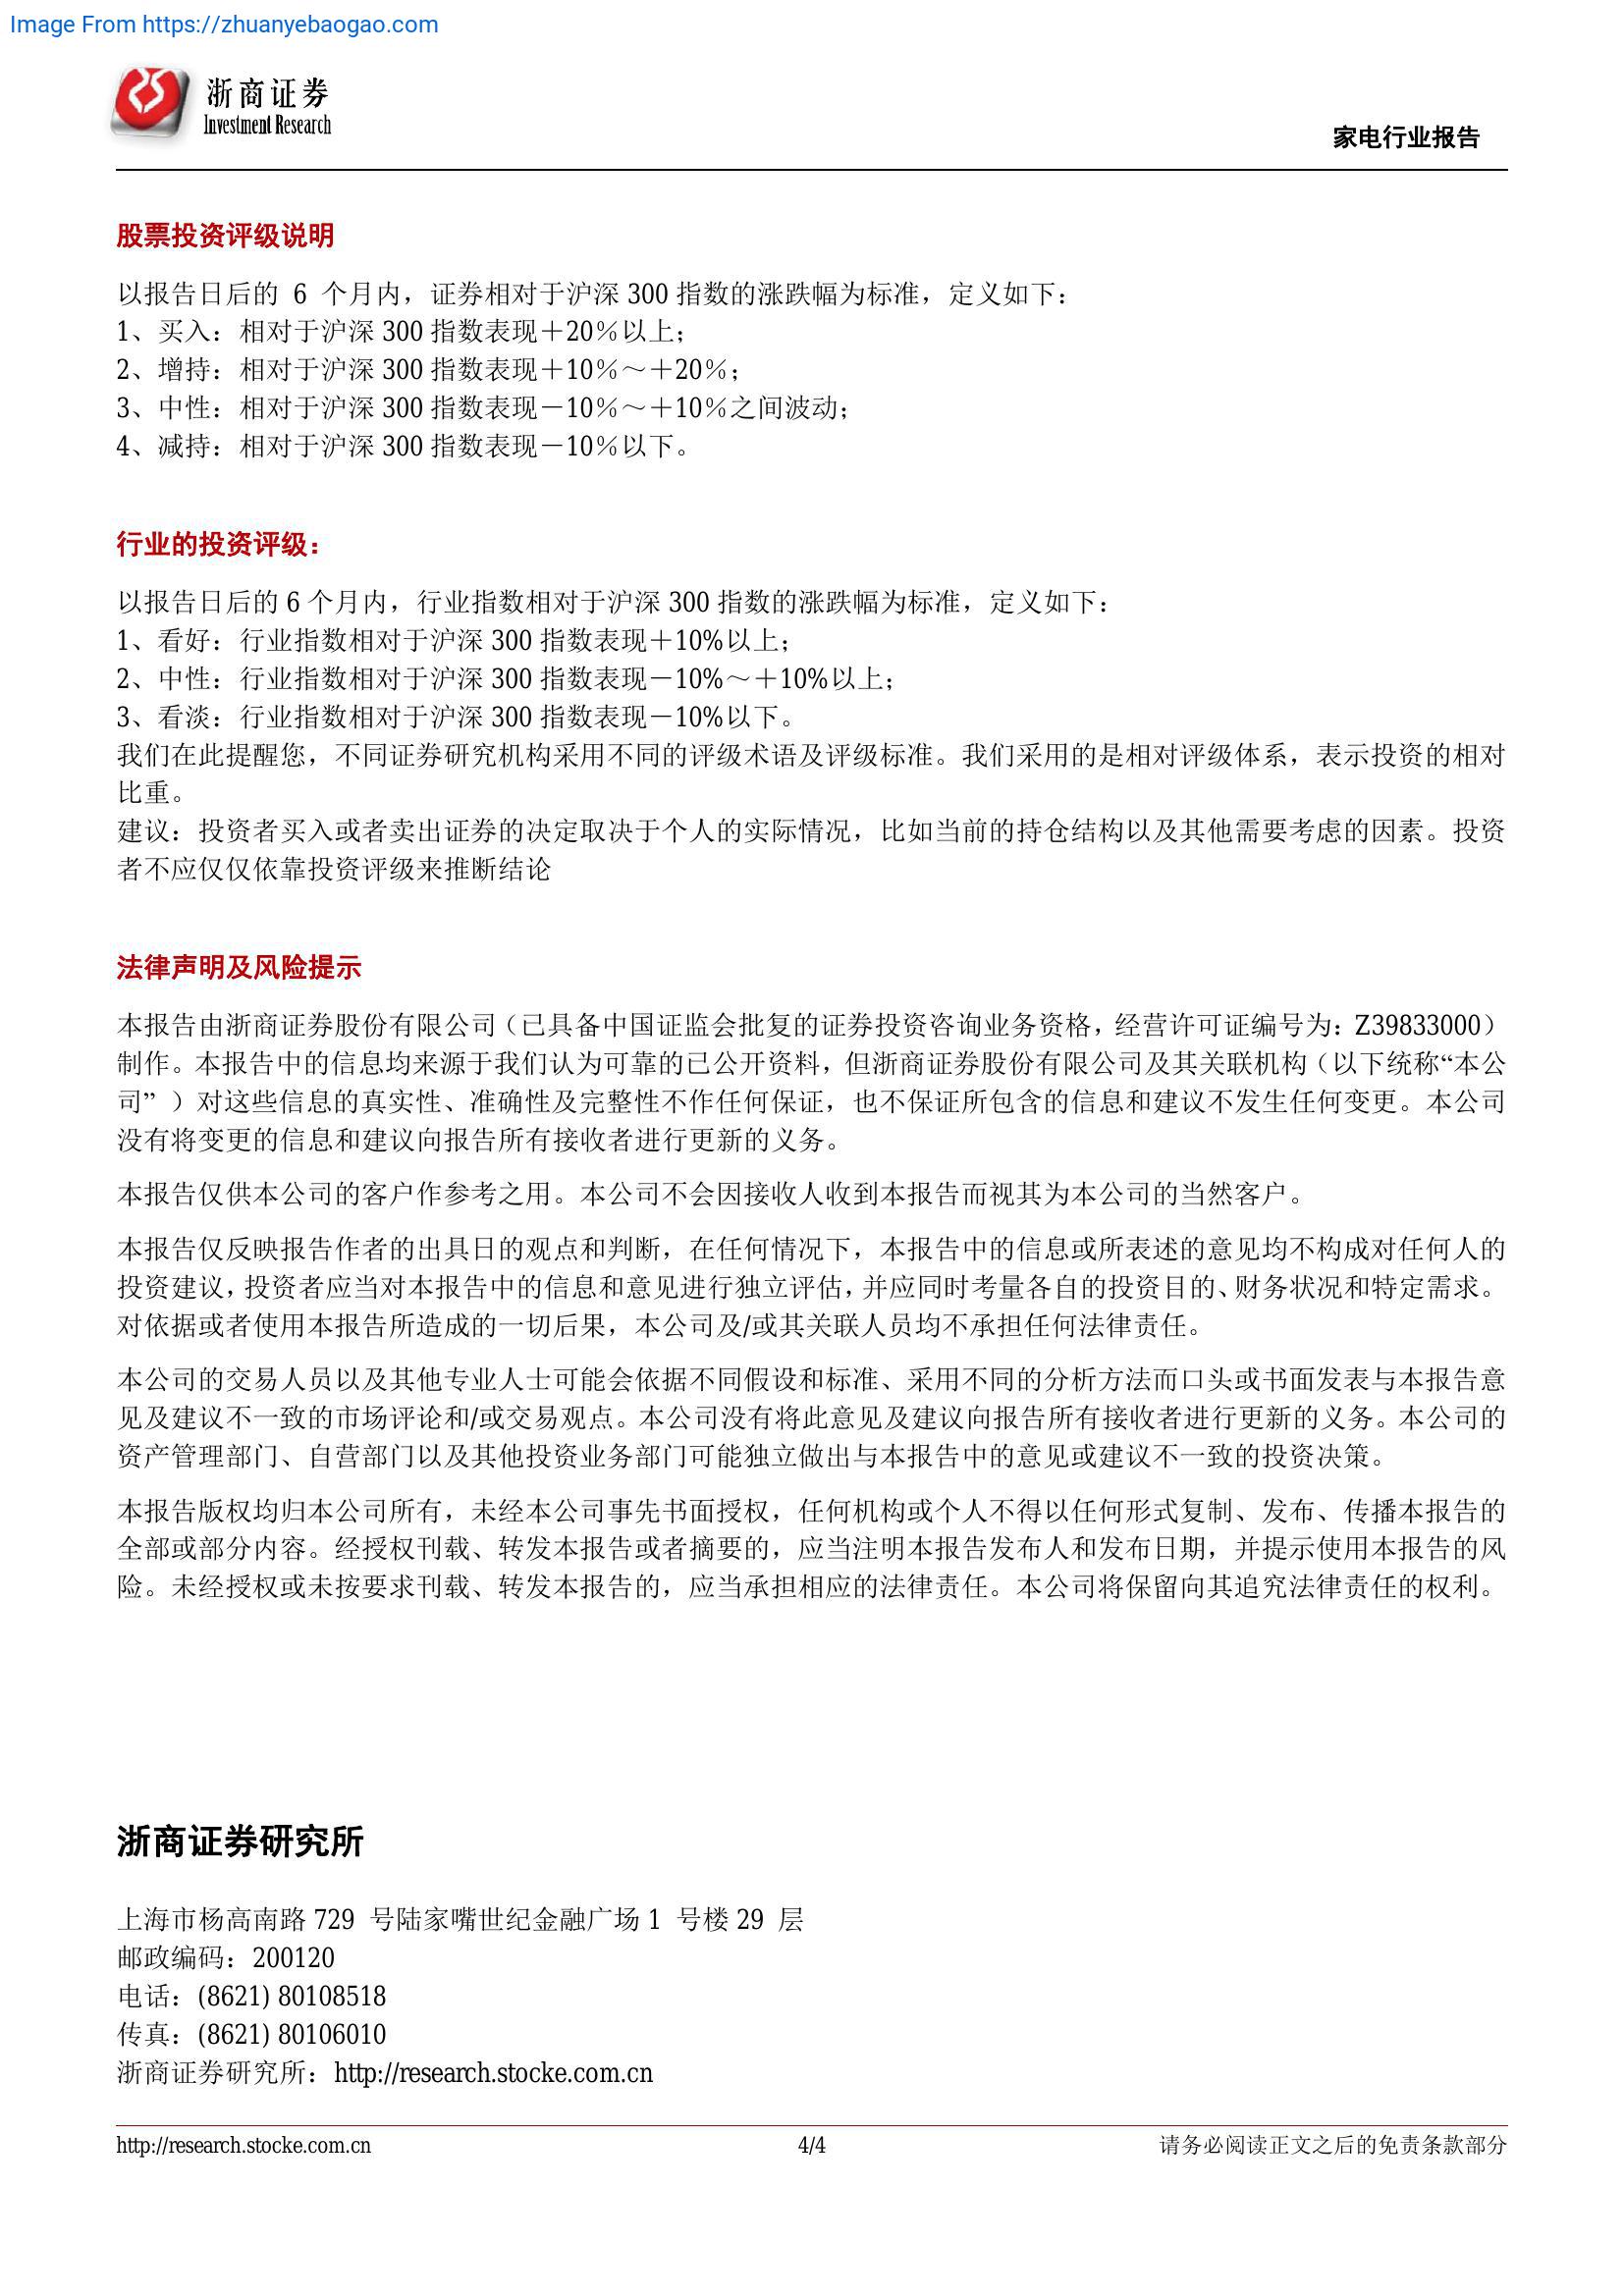 Image From https://zhuanyebaogao.com
浙商证券
Investment Research
家电行业报告
股票投资评级说明
以报告日后的 6 个月内，证券相对于沪深 300 指数的涨跌幅为标准，定义如下：
1、买入：相对于沪深 300 指数表现＋20％以上；
2、增持：相对于沪深 300 指数表现＋10％～＋20％；
3、中性：相对于沪深 300 指数表现－10％～＋10％之间波动；
4、减持：相对于沪深 300 指数表现－10％以下。
行业的投资评级：
以报告日后的 6 个月内，行业指数相对于沪深 300 指数的涨跌幅为标准，定义如下：
1、看好：行业指数相对于沪深 300 指数表现＋10%以上；
2、中性：行业指数相对于沪深 300 指数表现－10%～＋10%以上；
3、看淡：行业指数相对于沪深 300 指数表现－10%以下。
我们在此提醒您，不同证券研究机构采用不同的评级术语及评级标准。我们采用的是相对评级体系，表示投资的相对
比重。
建议：投资者买入或者卖出证券的决定取决于个人的实际情况，比如当前的持仓结构以及其他需要考虑的因素。投资
者不应仅仅依靠投资评级来推断结论
法律声明及风险提示
本报告由浙商证券股份有限公司（已具备中国证监会批复的证券投资咨询业务资格，经营许可证编号为：Z39833000）
制作。本报告中的信息均来源于我们认为可靠的已公开资料，但浙商证券股份有限公司及其关联机构（以下统称“本公
司”）对这些信息的真实性、准确性及完整性不作任何保证，也不保证所包含的信息和建议不发生任何变更。本公司
没有将变更的信息和建议向报告所有接收者进行更新的义务。
本报告仅供本公司的客户作参考之用。本公司不会因接收人收到本报告而视其为本公司的当然客户。
本报告仅反映报告作者的出具日的观点和判断，在任何情况下，本报告中的信息或所表述的意见均不构成对任何人的
投资建议，投资者应当对本报告中的信息和意见进行独立评估，并应同时考量各自的投资目的、财务状况和特定需求。
对依据或者使用本报告所造成的一切后果，本公司及/或其关联人员均不承担任何法律责任。
本公司的交易人员以及其他专业人士可能会依据不同假设和标准、采用不同的分析方法而口头或书面发表与本报告意
见及建议不一致的市场评论和/或交易观点。本公司没有将此意见及建议向报告所有接收者进行更新的义务。本公司的
资产管理部门、自营部门以及其他投资业务部门可能独立做出与本报告中的意见或建议不一致的投资决策。
本报告版权均归本公司所有，未经本公司事先书面授权，任何机构或个人不得以任何形式复制、发布、传播本报告的
全部或部分内容。经授权刊载、转发本报告或者摘要的，应当注明本报告发布人和发布日期，并提示使用本报告的风
险。未经授权或未按要求刊载、转发本报告的，应当承担相应的法律责任。本公司将保留向其追究法律责任的权利。
浙商证券研究所
上海市杨高南路 729 号陆家嘴世纪金融广场 1 号楼 29 层
邮政编码：200120
电话：(8621) 80108518
传真：(8621) 80106010
浙商证券研究所：http://research.stocke.com.cn
http://research.stocke.com.cn
4/4
请务必阅读正文之后的免责条款部分